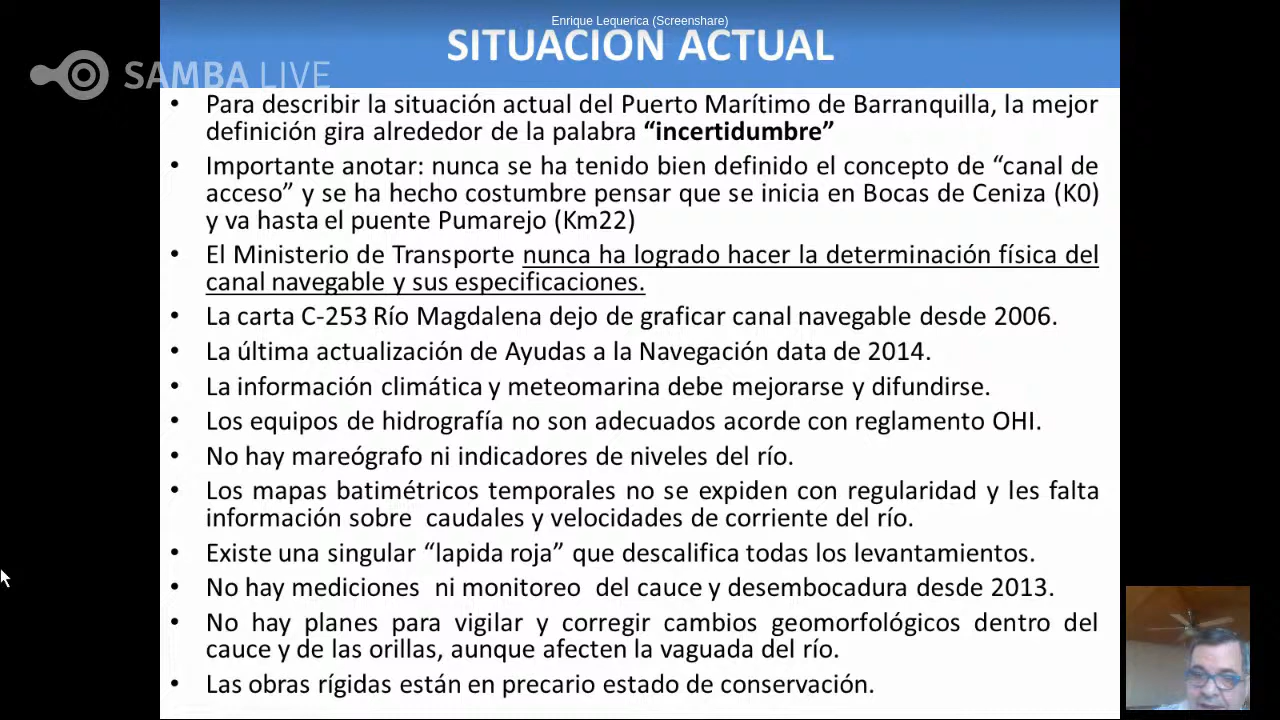 Enrique Lequerica (Screenshare)
SITUACION ACTUAL
SAMBA LIVE
• Para describir la situación actual del Puerto Marítimo de Barranquilla, la mejor
definición gira alrededor de la palabra “incertidumbre”
• Importante anotar: nunca se ha tenido bien definido el concepto de “canal de
acceso” y se ha hecho costumbre pensar que se inicia en Bocas de Ceniza (K0)
y va hasta el puente Pumarejo (Km22)
• El Ministerio de Transporte nunca ha logrado hacer la determinación física del
canal navegable y sus especificaciones.
• La carta C-253 Río Magdalena dejo de graficar canal navegable desde 2006.
• La última actualización de Ayudas a la Navegación data de 2014.
• La información climática y meteomarina debe mejorarse y difundirse.
• Los equipos de hidrografía no son adecuados acorde con reglamento OHI.
• No hay mareógrafo ni indicadores de niveles del río.
• Los mapas batimétricos temporales no se expiden con regularidad y les falta
información sobre caudales y velocidades de corriente del río.
• Existe una singular “lapida roja” que descalifica todas los levantamientos.
• No hay mediciones ni monitoreo del cauce y desembocadura desde 2013.
• No hay planes para vigilar y corregir cambios geomorfológicos dentro del
cauce y de las orillas, aunque afecten la vaguada del río.
• Las obras rígidas están en precario estado de conservación.